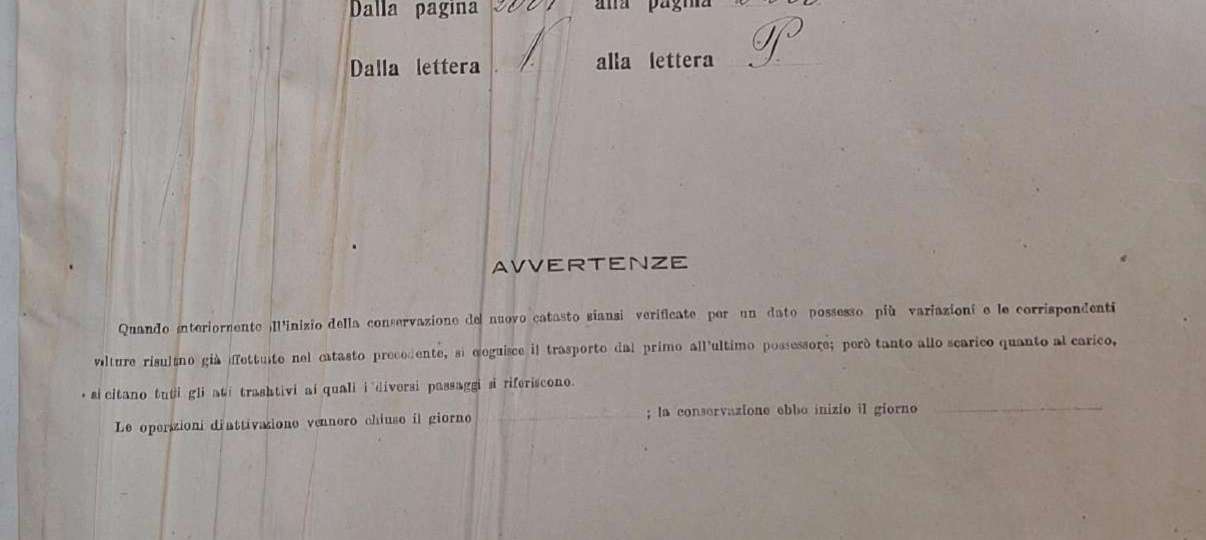 Dalla pagina alla pagina
Dalla lettera alla lettera P.
AVVERTENZE
Quando anteriormente all'inizio della conservazione del nuovo catasto siansi verificate per un dato possesso più variazioni e le corrispondenti
volture risultino già effettuate nel catasto precedente, si eseguisce il trasporto dal primo all'ultimo possessore; però tanto allo scarico quanto al carico,
si citano tutti gli atti traslativi ai quali i diversi passaggi si riferiscono.
Le operazioni di attivazione vennero chiuse il giorno ; la conservazione ebbe inizio il giorno